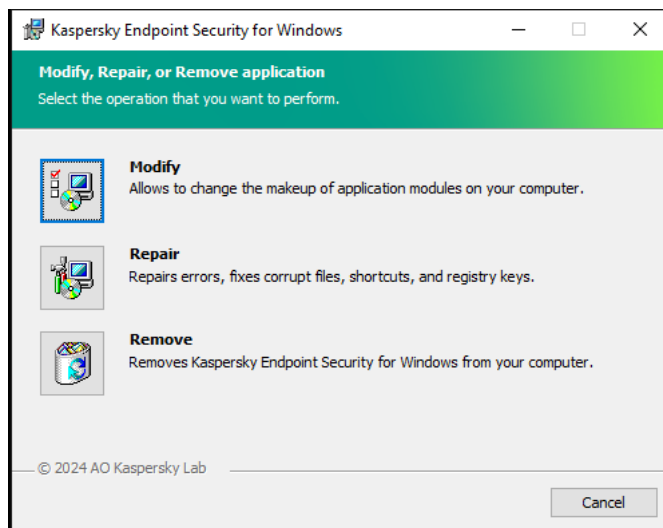 Kaspersky Endpoint Security for Windows
Modify, Repair, or Remove application
Select the operation that you want to perform.
Modify
Allows to change the makeup of application modules on your computer.
Repair
Repairs errors, fixes corrupt files, shortcuts, and registry keys.
Remove
Removes Kaspersky Endpoint Security for Windows from your computer.
© 2024 AO Kaspersky Lab
Cancel